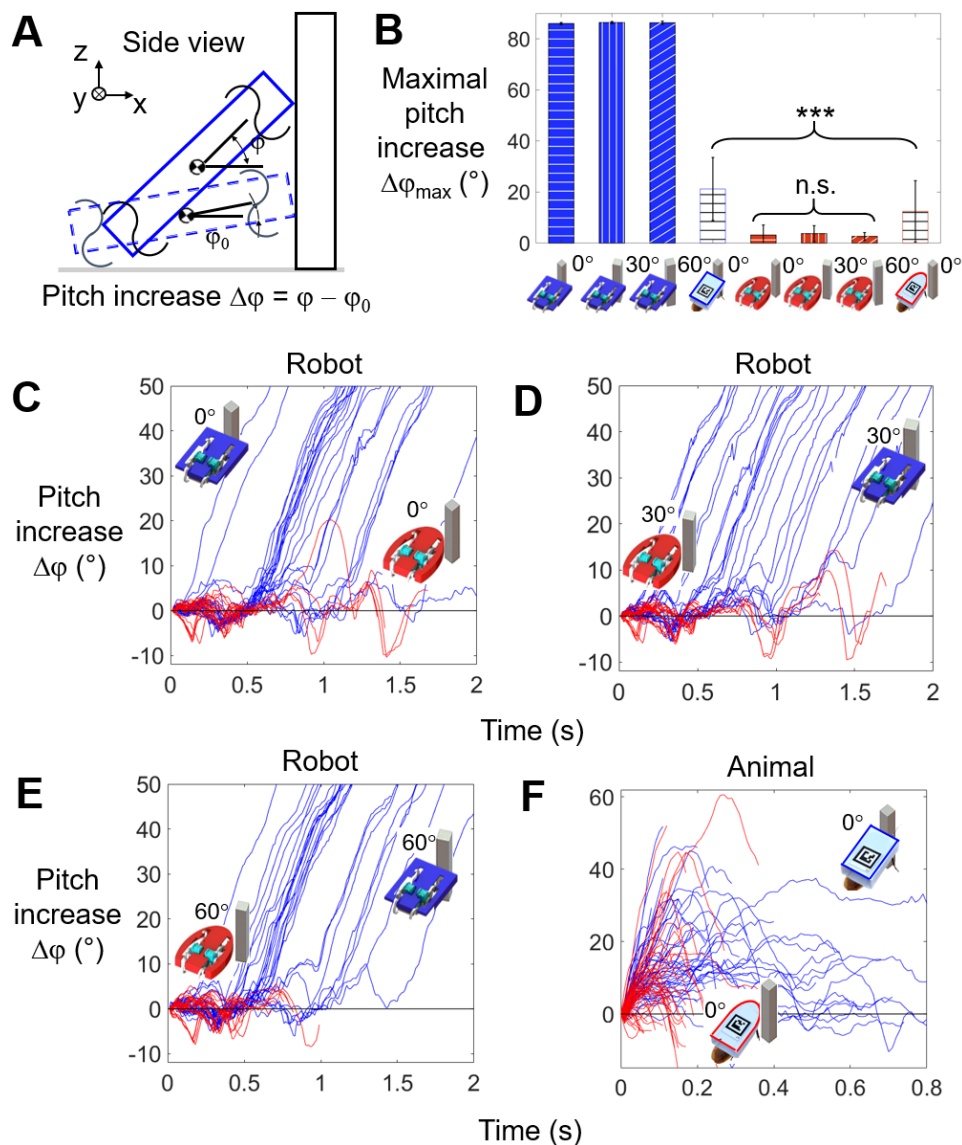 A
Side view
z
y
x
φ
φ₀
Pitch increase Δφ = φ – φ₀
B
Maximal
pitch
increase
Δφmax (°)
80
60
40
20
0
***
n.s.
0° 30° 60° 0° 0° 30° 60° 0°
Robot
C
50
40
30
20
10
0
-10
0°
0°
Pitch
increase
Δφ (°)
0 0.5 1 1.5 2
Robot
D
50
40
30
20
10
0
-10
30°
30°
0 0.5 1 1.5 2
Time (s)
Robot
E
50
40
30
20
10
0
-10
60°
60°
Pitch
increase
Δφ (°)
0 0.5 1 1.5 2
Time (s)
Animal
F
60
40
20
0
0°
0°
0 0.2 0.4 0.6 0.8
Time (s)